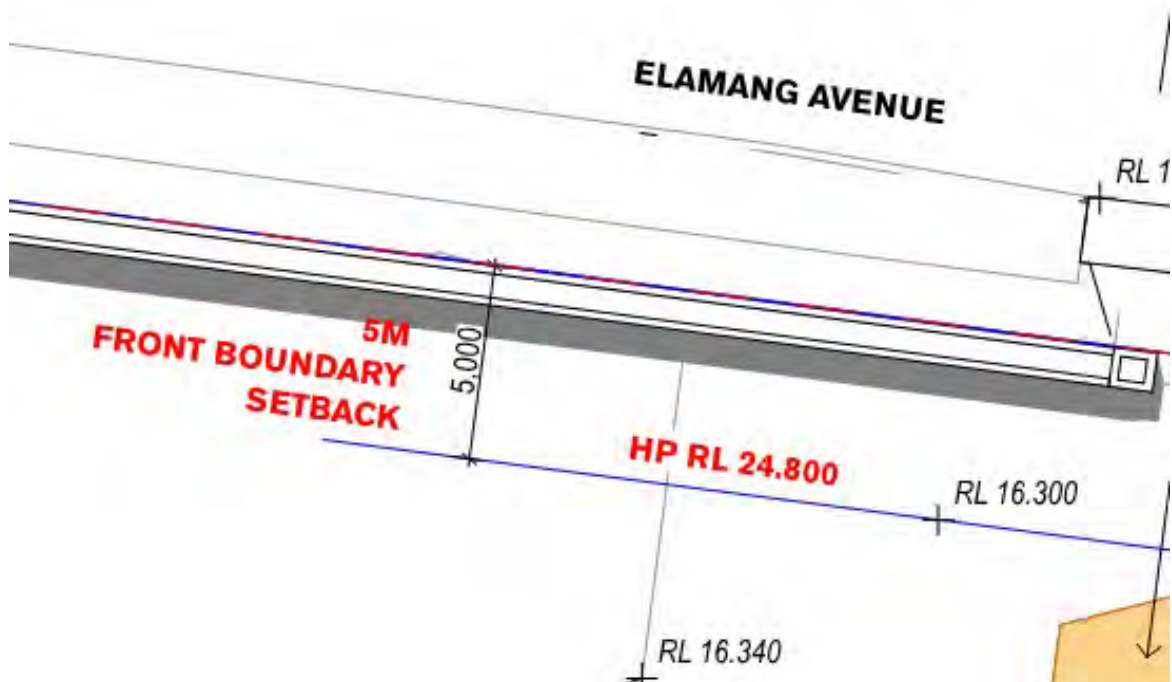 ELAMANG AVENUE
RL 1
5M
FRONT BOUNDARY
SETBACK
5.000
HP RL 24.800
RL 16.300
RL 16.340